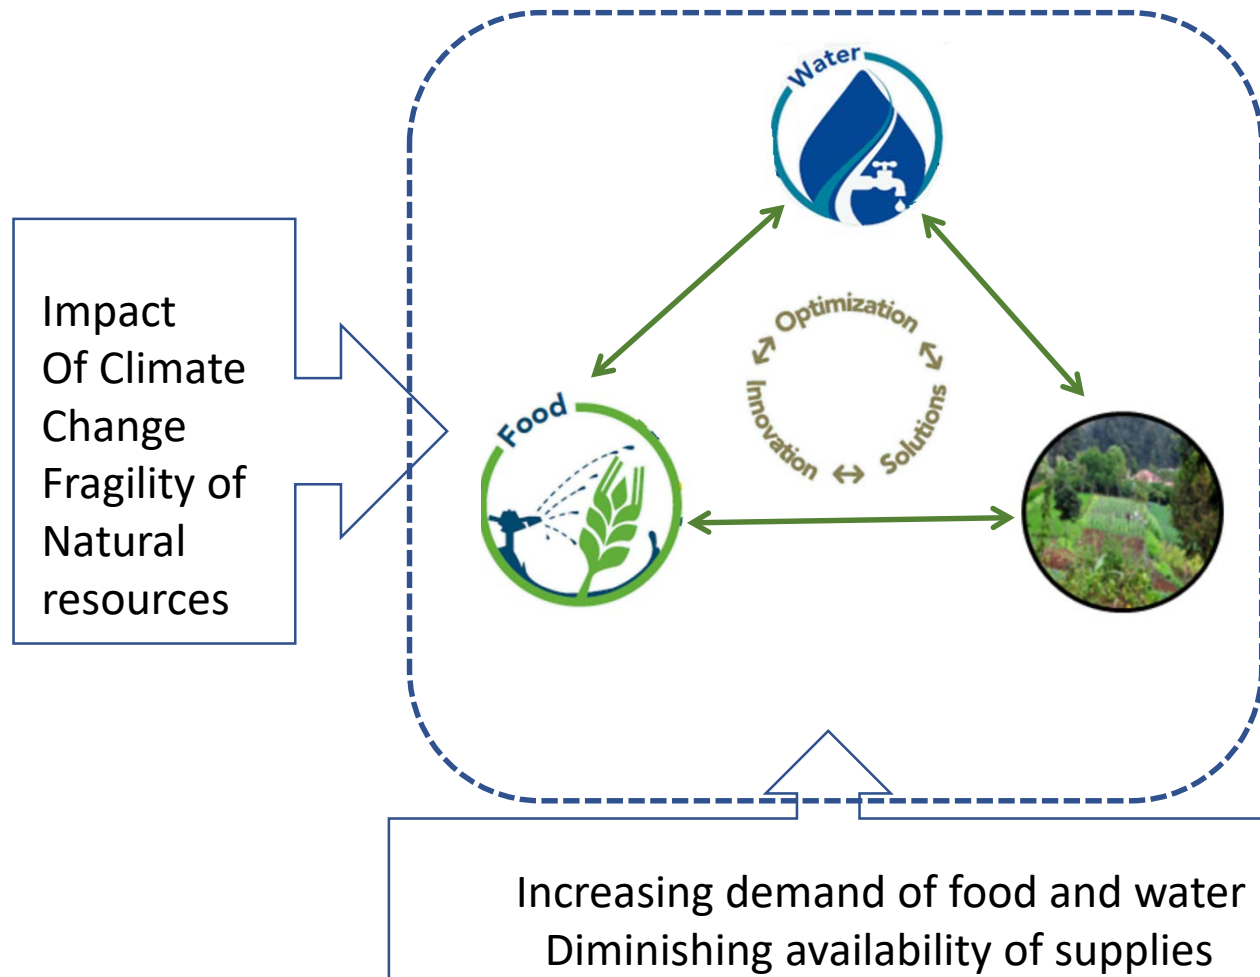 Water
Optimization
Innovation
Solutions
Food
Impact
Of Climate
Change
Fragility of
Natural
resources
Increasing demand of food and water
Diminishing availability of supplies